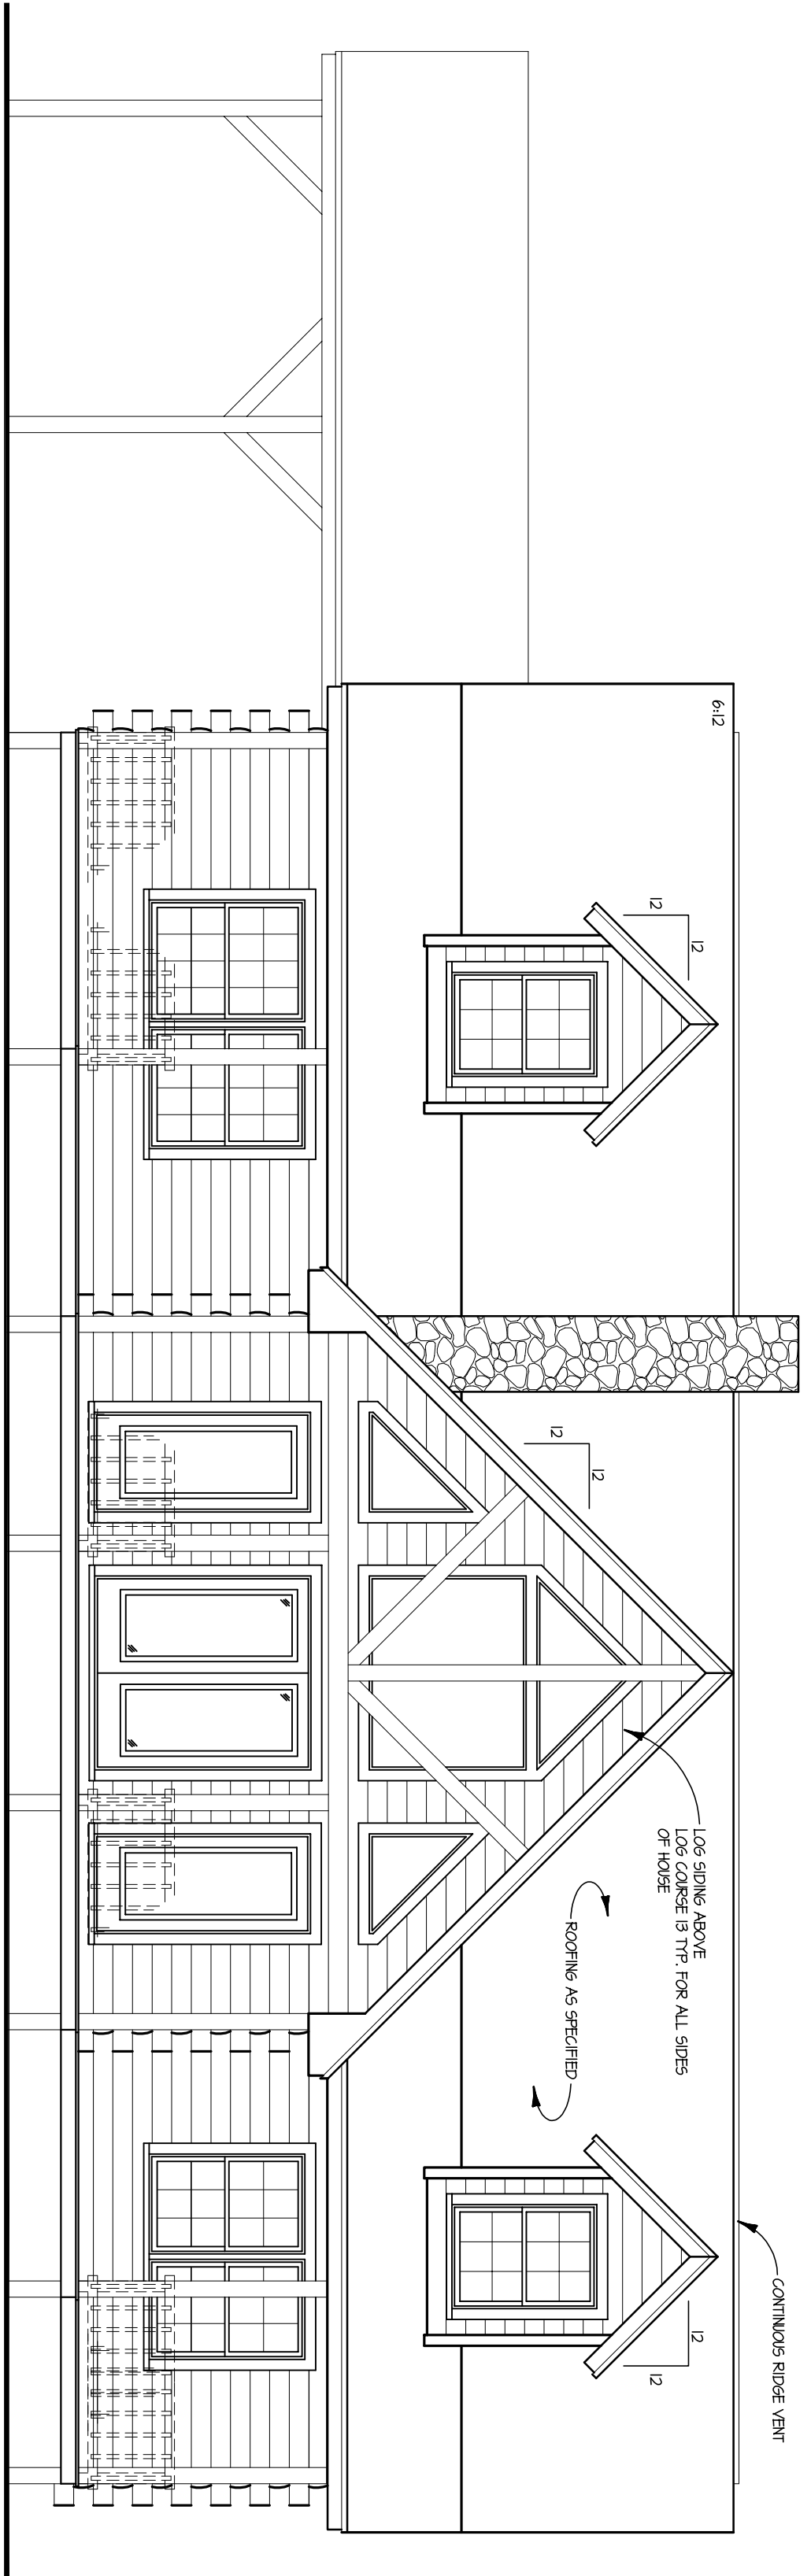 6:12
12
12
12
12
LOG SIDING ABOVE
LOG COURSE 13 TYP. FOR ALL SIDES
OF HOUSE
ROOFING AS SPECIFIED
12
12
CONTINUOUS RIDGE VENT